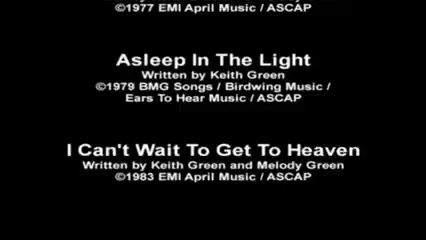 ©1977 EMI April Music / ASCAP
Asleep In The Light
Written by Keith Green
©1979 BMG Songs / Birdwing Music /
Ears To Hear Music / ASCAP
I Can't Wait To Get To Heaven
Written by Keith Green and Melody Green
©1983 EMI April Music / ASCAP